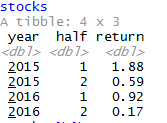 stocks
A tibble: 4 x 3
year half return
<dbl> <dbl> <dbl>
2015 1 1.88
2015 2 0.59
2016 1 0.92
2016 2 0.17